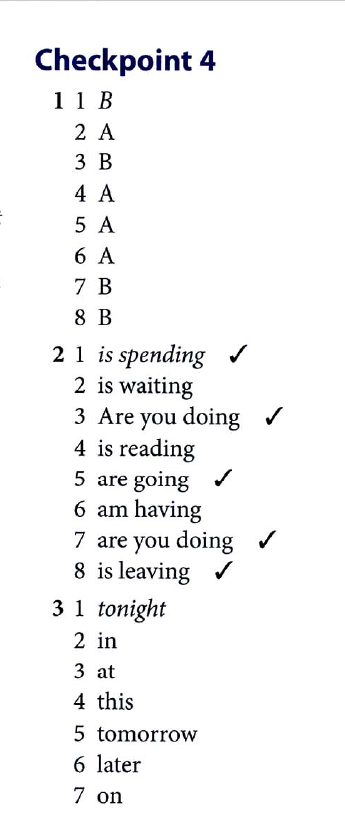 Checkpoint 4
1 1 B
2 A
3 B
4 A
5 A
6 A
7 B
8 B
2 1 is spending ✓
2 is waiting
3 Are you doing ✓
4 is reading
5 are going ✓
6 am having
7 are you doing ✓
8 is leaving ✓
3 1 tonight
2 in
3 at
4 this
5 tomorrow
6 later
7 on